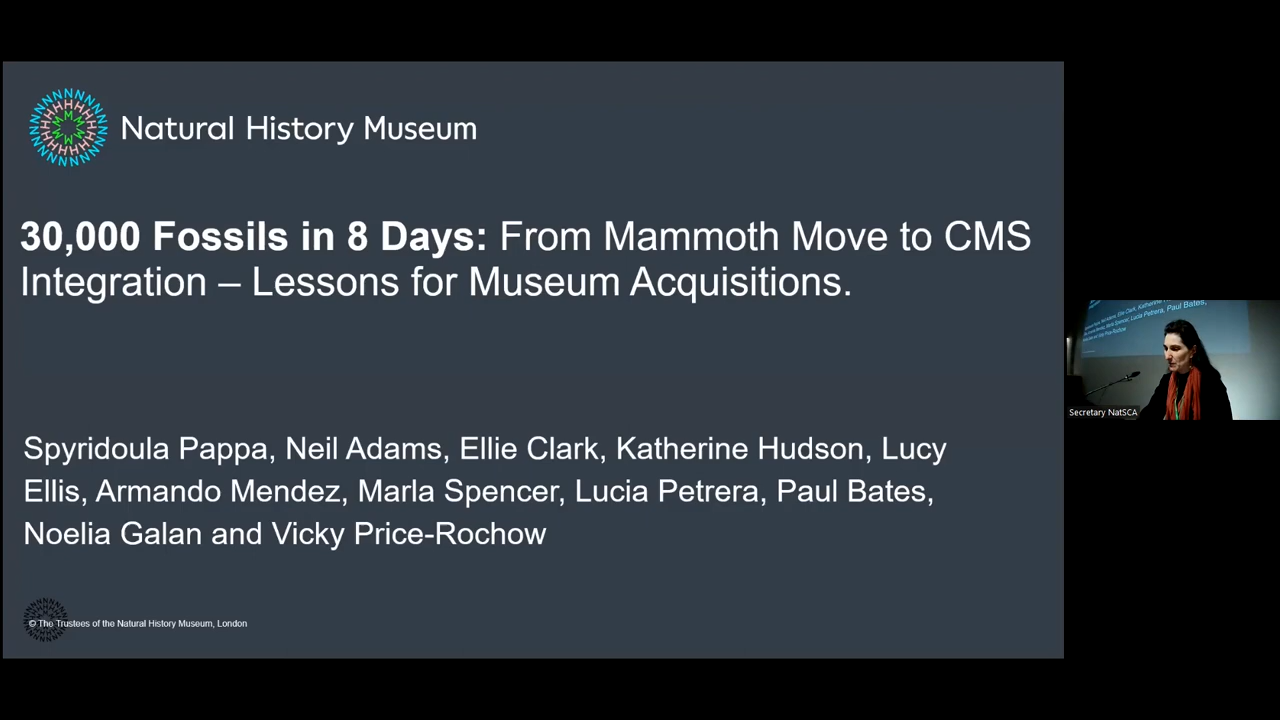 Natural History Museum
30,000 Fossils in 8 Days: From Mammoth Move to CMS
Integration – Lessons for Museum Acquisitions.
Spyridoula Pappa, Neil Adams, Ellie Clark, Katherine Hudson, Lucy
Ellis, Armando Mendez, Marla Spencer, Lucia Petrera, Paul Bates,
Noelia Galan and Vicky Price-Rochow
© The Trustees of the Natural History Museum, London
Secretary NatSCA